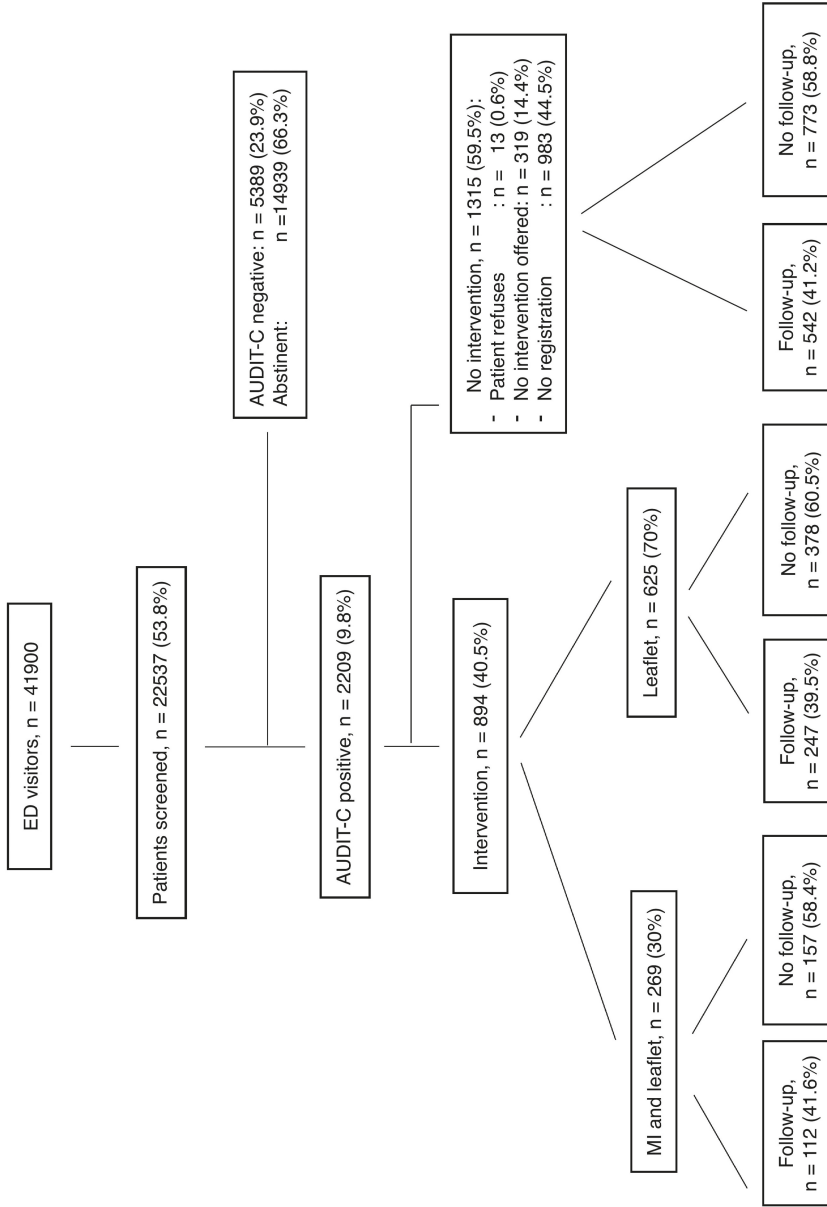 ED visitors, n = 41900
Patients screened, n = 22537 (53.8%)
AUDIT-C negative: n = 5389 (23.9%)
Abstinent: n =14939 (66.3%)
AUDIT-C positive, n = 2209 (9.8%)
Intervention, n = 894 (40.5%)
No intervention, n = 1315 (59.5%):
- Patient refuses : n = 13 (0.6%)
- No intervention offered: n = 319 (14.4%)
- No registration : n = 983 (44.5%)
MI and leaflet, n = 269 (30%)
Leaflet, n = 625 (70%)
Follow-up,
n = 112 (41.6%)
No follow-up,
n = 157 (58.4%)
Follow-up,
n = 247 (39.5%)
No follow-up,
n = 378 (60.5%)
Follow-up,
n = 542 (41.2%)
No follow-up,
n = 773 (58.8%)